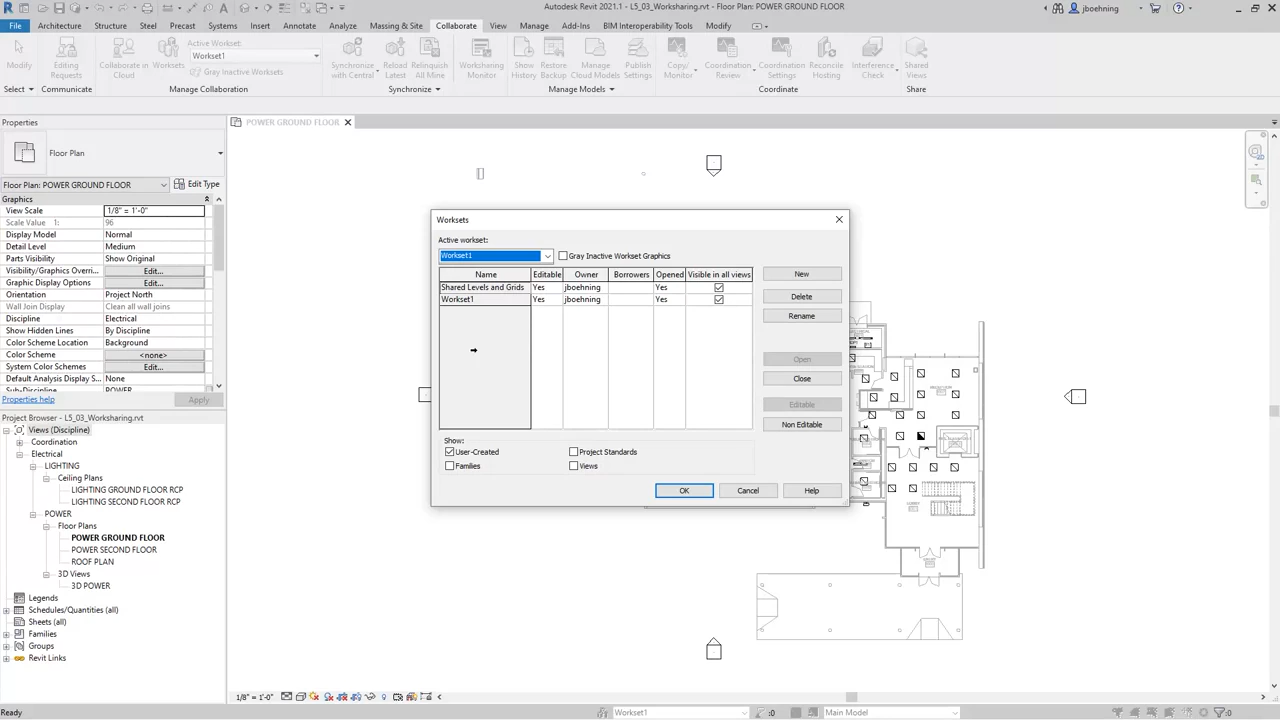 Autodesk Revit 2021.1 - L5_03_Worksharing.rvt - Floor Plan: POWER GROUND FLOOR
jboehning
File Architecture Structure Steel Precast Systems Insert Annotate Analyze Massing & Site Collaborate View Manage Add-Ins BIM Interoperability Tools Modify
Modify
Editing Requests
Collaborate in Cloud
Worksets
Active Workset:
Workset1
Gray Inactive Worksets
Synchronize with Central
Reload Latest
Relinquish All Mine
Worksharing Monitor
Show History
Restore Backup
Manage Cloud Models
Publish Settings
Copy/ Monitor
Coordination Review
Coordination Settings
Reconcile Hosting
Interference Check
Shared Views
Select Communicate Manage Collaboration Synchronize Manage Models Coordinate Share
Properties
POWER GROUND FLOOR
Floor Plan
Floor Plan: POWER GROUND FLOOR Edit Type
Graphics
View Scale 1/8" = 1'-0"
Scale Value 1: 96
Display Model Normal
Detail Level Medium
Parts Visibility Show Original
Visibility/Graphics Overri... Edit...
Graphic Display Options Edit...
Orientation Project North
Wall Join Display Clean all wall joins
Discipline Electrical
Show Hidden Lines By Discipline
Color Scheme Location Background
Color Scheme <none>
System Color Schemes Edit...
Default Analysis Display S... None
Sub-Discipline POWER
Properties help Apply
Project Browser - L5_03_Worksharing.rvt
Views (Discipline)
Coordination
Electrical
LIGHTING
Ceiling Plans
LIGHTING GROUND FLOOR RCP
LIGHTING SECOND FLOOR RCP
POWER
Floor Plans
POWER GROUND FLOOR
POWER SECOND FLOOR
ROOF PLAN
3D Views
3D POWER
Legends
Schedules/Quantities (all)
Sheets (all)
Families
Groups
Revit Links
Worksets
Active workset:
Workset1 Gray Inactive Workset Graphics
Name Editable Owner Borrowers Opened Visible in all views
Shared Levels and Grids Yes jboehning Yes
Workset1 Yes jboehning Yes
New
Delete
Rename
Open
Close
Editable
Non Editable
Show:
User-Created Project Standards
Families Views
OK Cancel Help
1/8" = 1'-0"
Ready Workset1 :0 Main Model :0